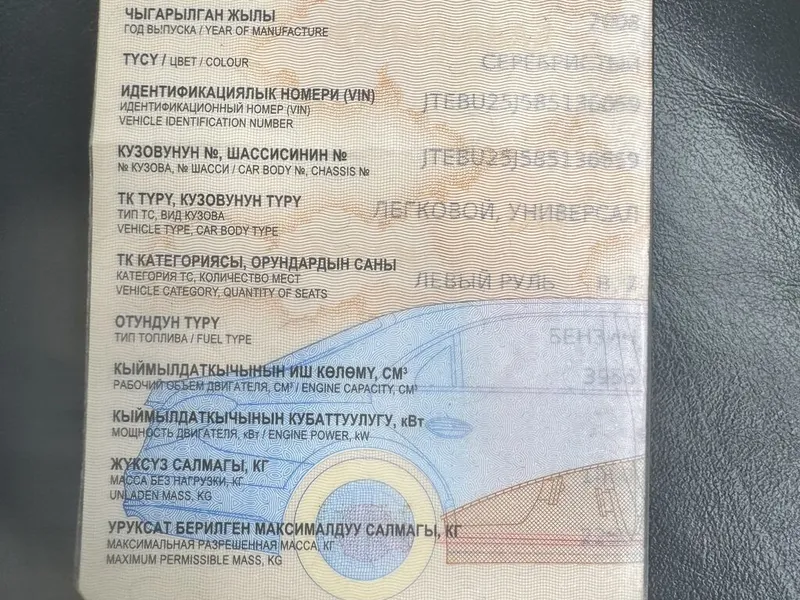 ЧЫГАРЫЛГАН ЖЫЛЫ
ГОД ВЫПУСКА / YEAR OF MANUFACTURE
ТҮСҮ / ЦВЕТ / COLOUR СЕРЕБРИСТЫЙ
ИДЕНТИФИКАЦИЯЛЫК НОМЕРИ (VIN)
ИДЕНТИФИКАЦИОННЫЙ НОМЕР (VIN)
VEHICLE IDENTIFICATION NUMBER
КУЗОВУНУН №, ШАССИСИНИН №
№ КУЗОВА, № ШАССИ / CAR BODY №, CHASSIS №
ТК ТҮРҮ, КУЗОВУНУН ТҮРҮ
ТИП ТС, ВИД КУЗОВА ЛЕГКОВОЙ, УНИВЕРСАЛ
VEHICLE TYPE, CAR BODY TYPE
ТК КАТЕГОРИЯСЫ, ОРУНДАРДЫН САНЫ
КАТЕГОРИЯ ТС, КОЛИЧЕСТВО МЕСТ ЛЕВЫЙ РУЛЬ
VEHICLE CATEGORY, QUANTITY OF SEATS
ОТУНДУН ТҮРҮ
ТИП ТОПЛИВА / FUEL TYPE БЕНЗИН
КЫЙМЫЛДАТКЫЧЫНЫН ИШ КӨЛӨМҮ, СМ³
РАБОЧИЙ ОБЪЕМ ДВИГАТЕЛЯ, СМ³ / ENGINE CAPACITY, CM³
КЫЙМЫЛДАТКЫЧЫНЫН КУБАТТУУЛУГУ, кВт
МОЩНОСТЬ ДВИГАТЕЛЯ, кВт / ENGINE POWER, kW
ЖҮКСҮЗ САЛМАГЫ, КГ
МАССА БЕЗ НАГРУЗКИ, КГ
UNLADEN MASS, KG
УРУКСАТ БЕРИЛГЕН МАКСИМАЛДУУ САЛМАГЫ, КГ
МАКСИМАЛЬНАЯ РАЗРЕШЕННАЯ МАССА, КГ
MAXIMUM PERMISSIBLE MASS, KG